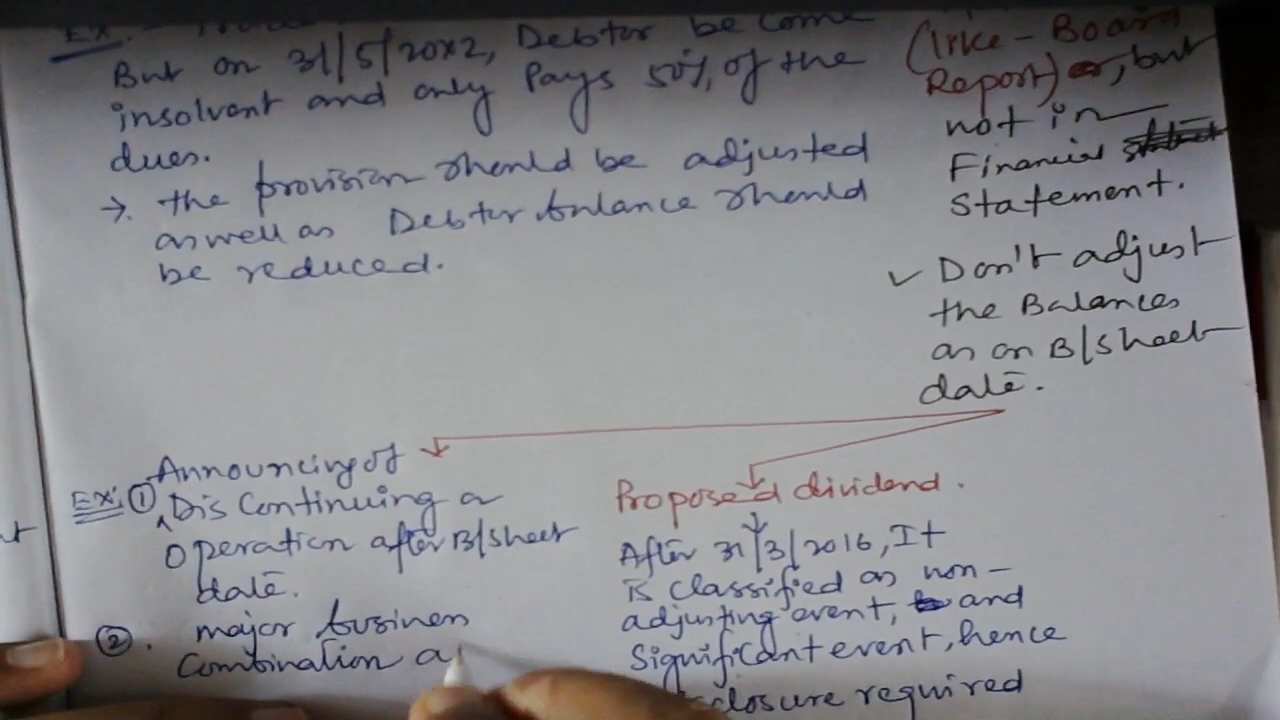 Ex.
But on 31/5/20X2, Debtor become
insolvant and only Pays 50% of the
dues.
→ the provision should be adjusted
as well as Debtor balance should
be reduced.
(like - Board
Report), but
not in
Financial
Statement.
✓ Don't adjust
the Balances
as on B/Sheet
date.
Announcing of
Ex: ① Dis Continuing a
Operation after B/Sheet
date.
②. major business
Combination a
Proposed dividend.
After 31/3/2016, It
is classified as non-
adjusting event, and
Significant event, hence
closure required